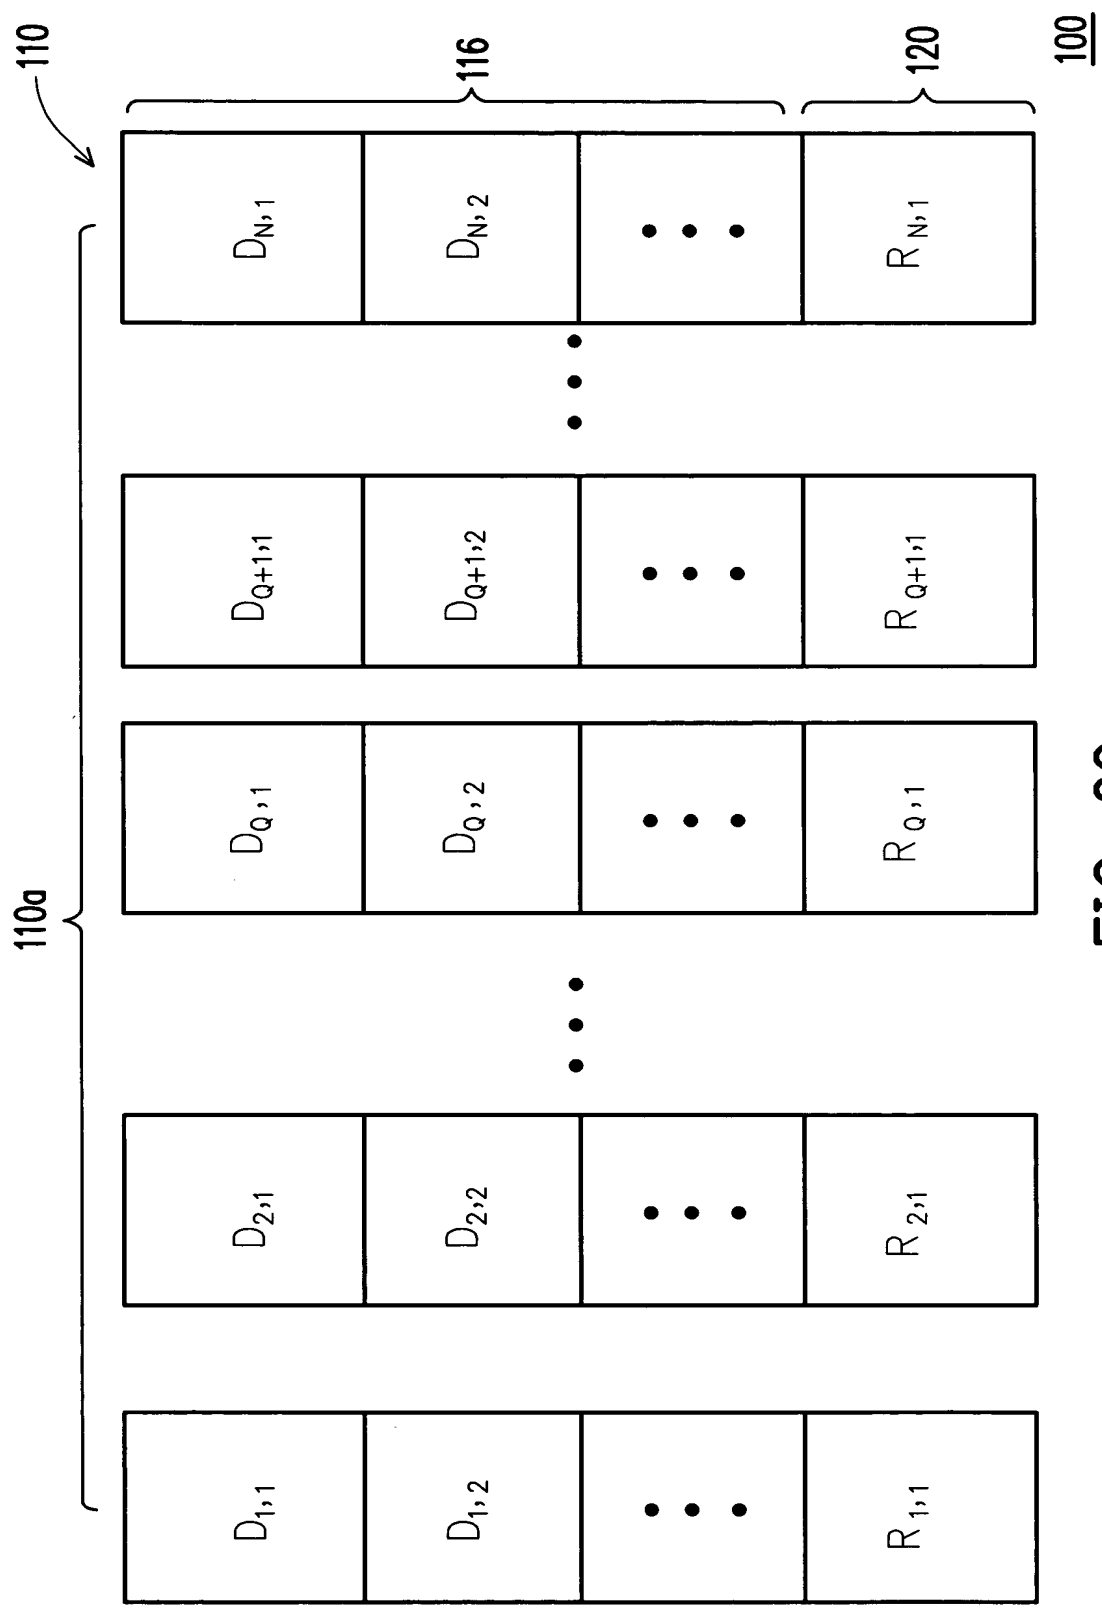 110
110a
D1,1
D2,1
DQ,1
DQ+1,1
DN,1
D1,2
D2,2
DQ,2
DQ+1,2
DN,2
116
R1,1
R2,1
RQ,1
RQ+1,1
RN,1
120
100
FIG.